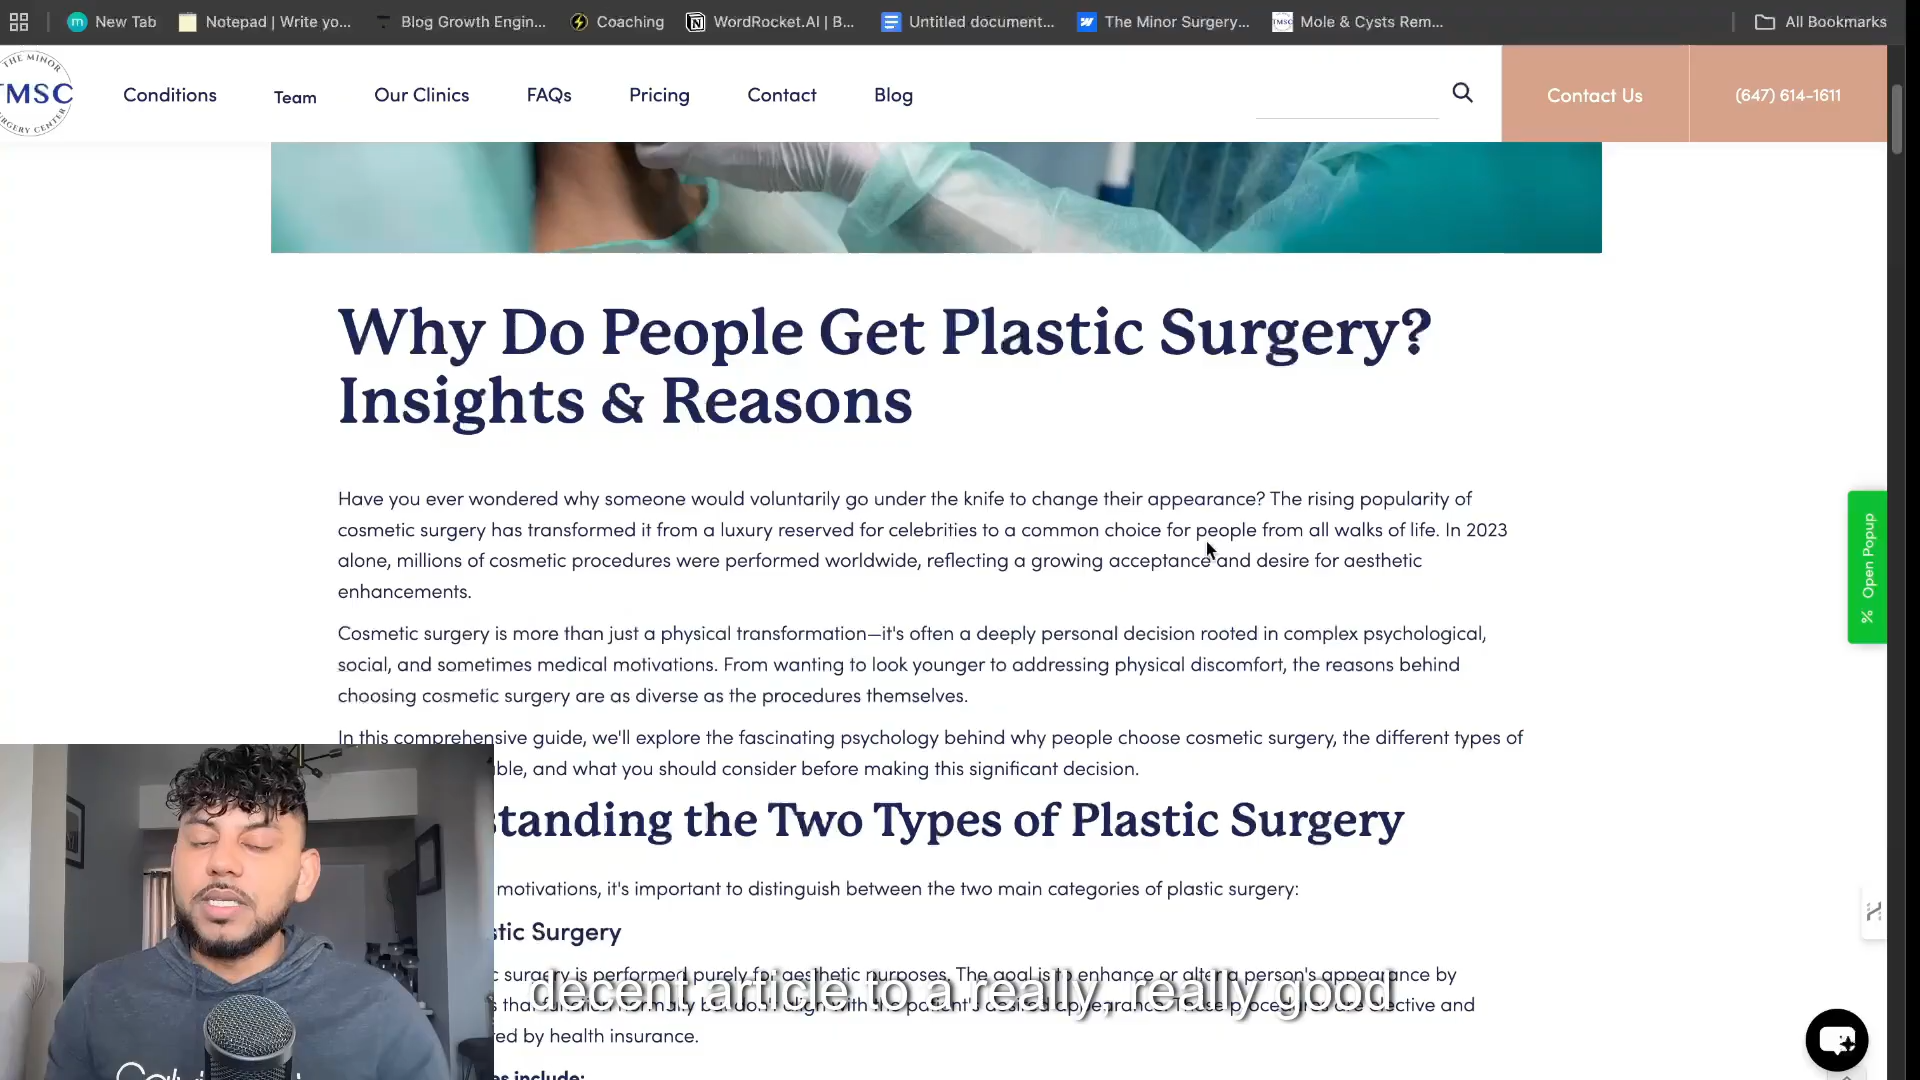 New Tab
Notepad | Write yo...
Blog Growth Engin...
Coaching
WordRocket.AI | B...
Untitled document...
The Minor Surgery...
Mole & Cysts Rem...
All Bookmarks
THE MINOR
TMSC
SURGERY CENTER
Conditions
Team
Our Clinics
FAQs
Pricing
Contact
Blog
Contact Us
(647) 614-1611
Why Do People Get Plastic Surgery?
Insights & Reasons
Have you ever wondered why someone would voluntarily go under the knife to change their appearance? The rising popularity of
cosmetic surgery has transformed it from a luxury reserved for celebrities to a common choice for people from all walks of life. In 2023
alone, millions of cosmetic procedures were performed worldwide, reflecting a growing acceptance and desire for aesthetic
enhancements.
Cosmetic surgery is more than just a physical transformation—it's often a deeply personal decision rooted in complex psychological,
social, and sometimes medical motivations. From wanting to look younger to addressing physical discomfort, the reasons behind
choosing cosmetic surgery are as diverse as the procedures themselves.
In this comprehensive guide, we'll explore the fascinating psychology behind why people choose cosmetic surgery, the different types of
ble, and what you should consider before making this significant decision.
standing the Two Types of Plastic Surgery
motivations, it's important to distinguish between the two main categories of plastic surgery:
stic Surgery
c surgery is performed purely for aesthetic purposes. The goal is to enhance or alter a person's appearance by
decent article to a really, really good
s that function normally but don't align with the patient's desired appearance. These procedures are elective and
red by health insurance.
es include:
% Open Popup